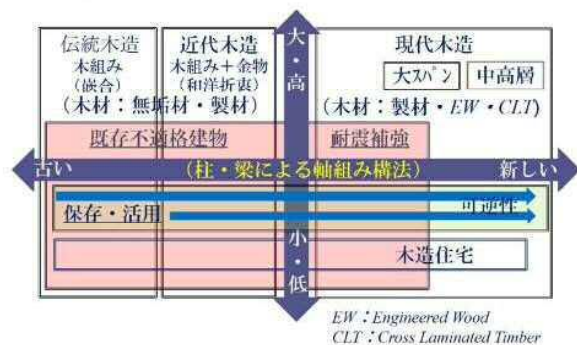 伝統木造
木組み
(嵌合)
近代木造
木組み+金物
(和洋折衷)
(木材:無垢材・製材)
大・高
現代木造
大スパン
中高層
(木材:製材・EW・CLT)
既存不適格建物
耐震補強
古い
(柱・梁による軸組み構法)
新しい
保存・活用
可逆性
小・低
木造住宅
EW:Engineered Wood
CLT:Cross Laminated Timber